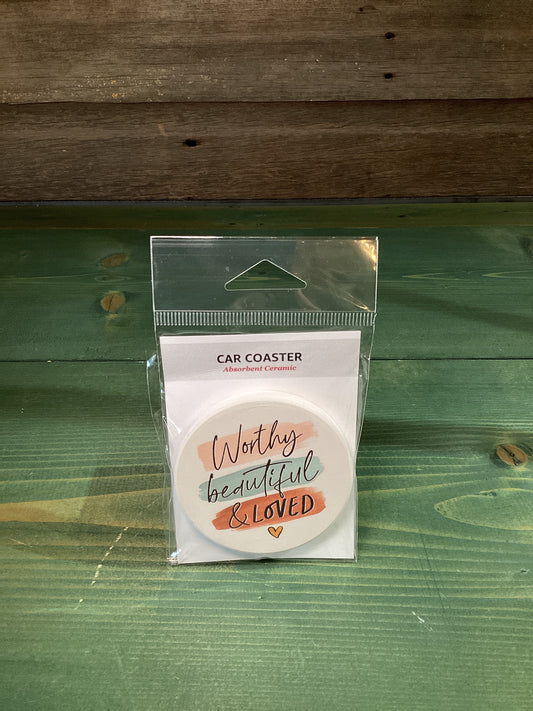 CAR COASTER
Absorbent Ceramic
Worthy
beautiful
& LOVED